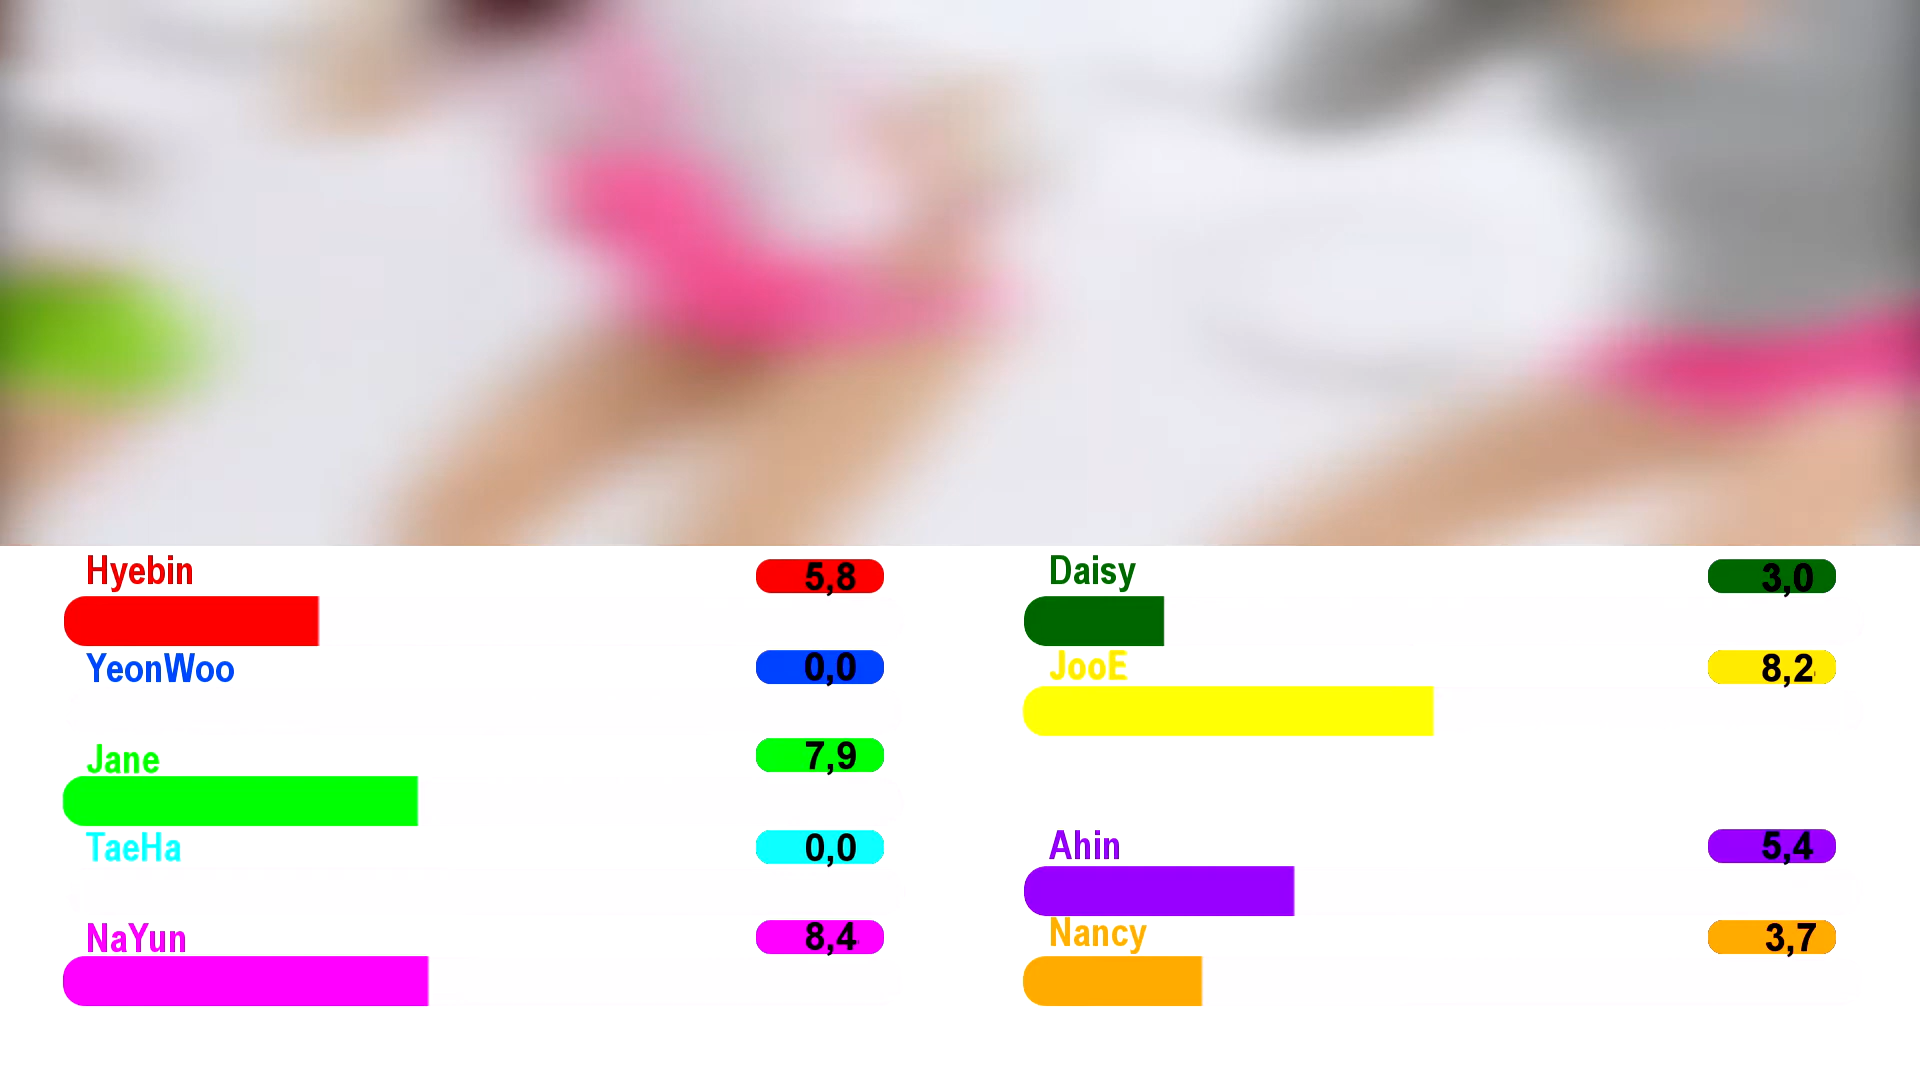 Hyebin 5,8
YeonWoo 0,0
Jane 7,9
TaeHa 0,0
NaYun 8,4
Daisy 3,0
JooE 8,2
Ahin 5,4
Nancy 3,7